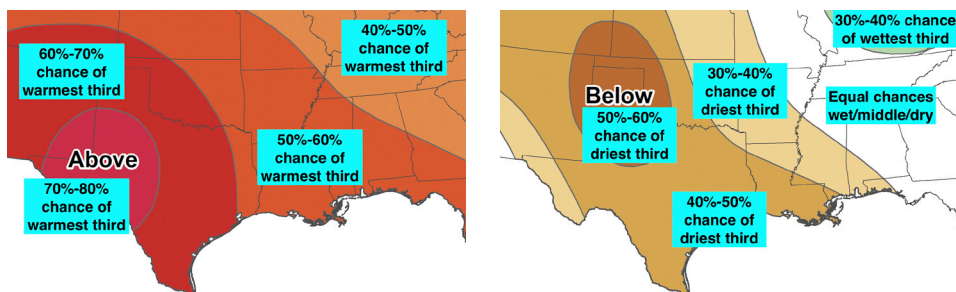 40%-50%
chance of
warmest third
60%-70%
chance of
warmest third
50%-60%
chance of
warmest third
Above
70%-80%
chance of
warmest third
30%-40% chance
of wettest third
30%-40%
chance of
driest third
Equal chances
wet/middle/dry
Below
50%-60%
chance of
driest third
40%-50%
chance of
driest third